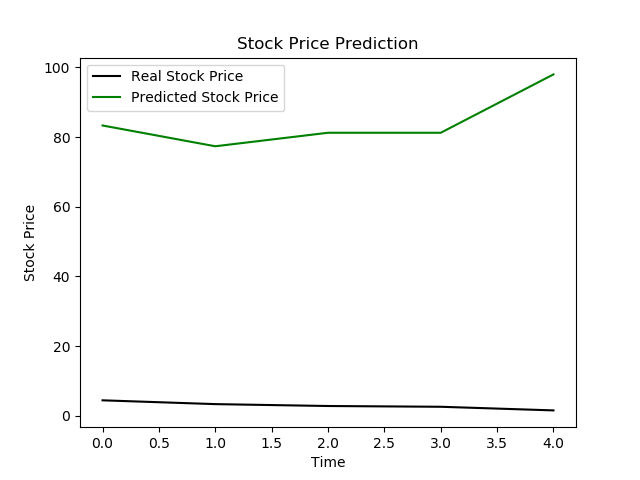 Stock Price Prediction
Real Stock Price
Predicted Stock Price
Stock Price
100
80
60
40
20
0
0.0 0.5 1.0 1.5 2.0 2.5 3.0 3.5 4.0
Time